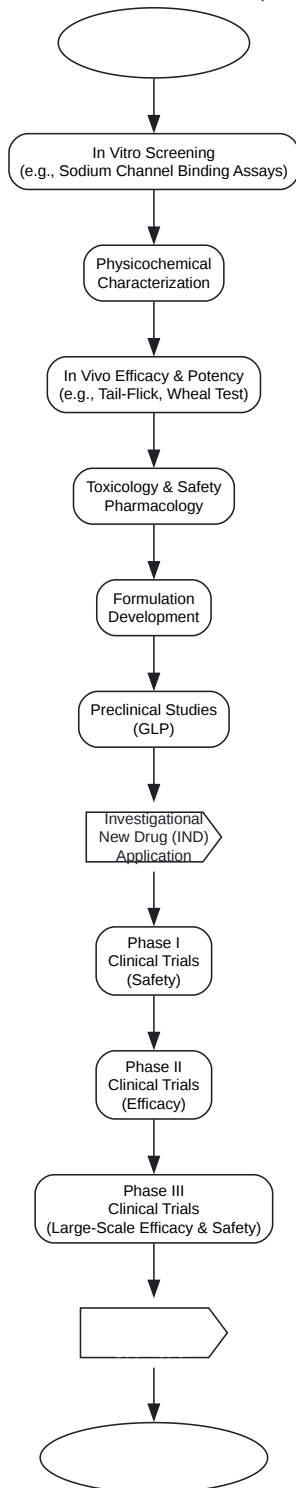 In Vitro Screening
(e.g., Sodium Channel Binding Assays)
Physicochemical
Characterization
In Vivo Efficacy & Potency
(e.g., Tail-Flick, Wheal Test)
Toxicology & Safety
Pharmacology
Formulation
Development
Preclinical Studies
(GLP)
Investigational
New Drug (IND)
Application
Phase I
Clinical Trials
(Safety)
Phase II
Clinical Trials
(Efficacy)
Phase III
Clinical Trials
(Large-Scale Efficacy & Safety)